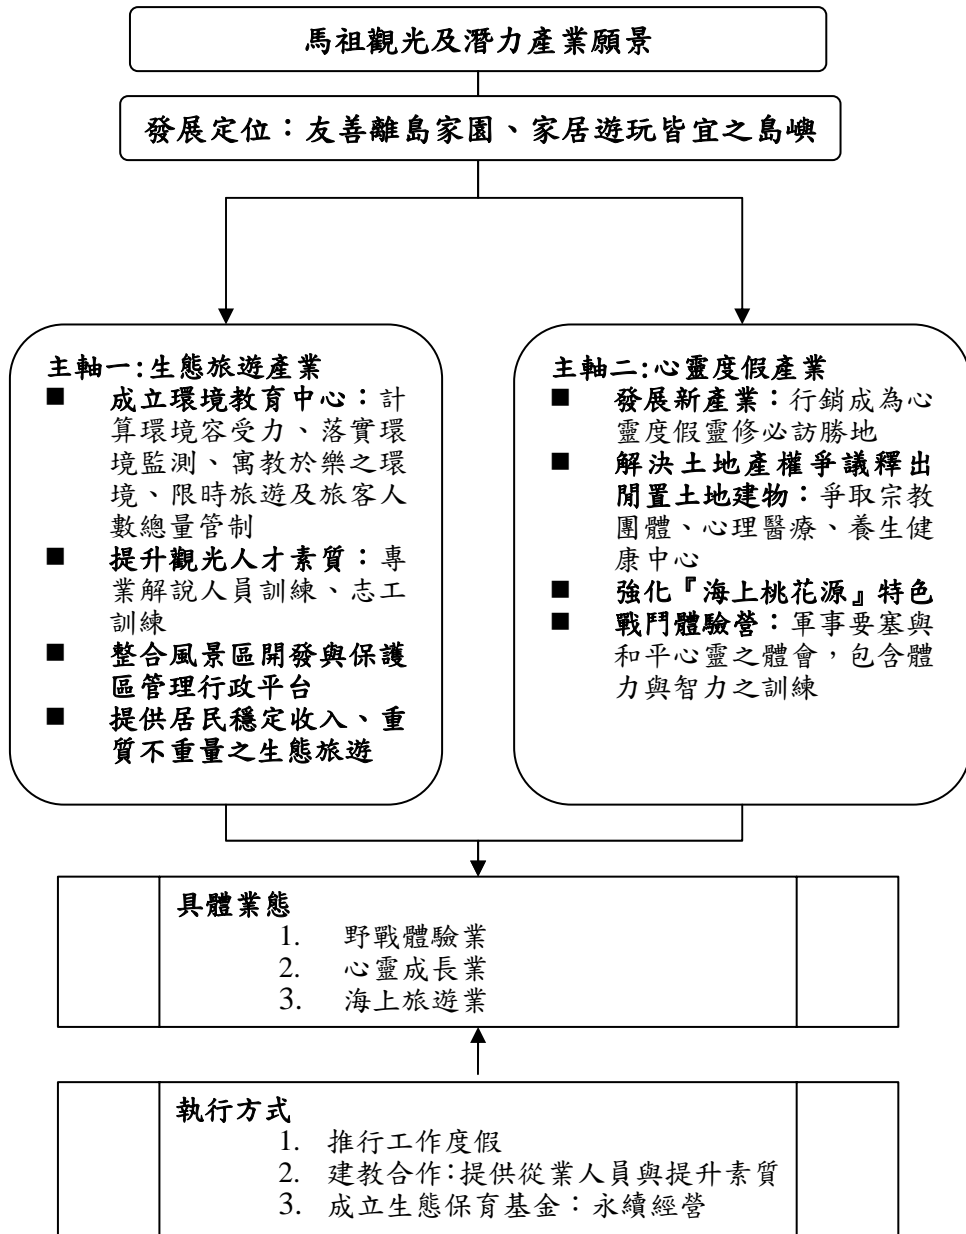 馬祖觀光及潛力產業願景
發展定位：友善離島家園、家居遊玩皆宜之島嶼
主軸一:生態旅遊產業
■ 成立環境教育中心：計
算環境容受力、落實環
境監測、寓教於樂之環
境、限時旅遊及旅客人
數總量管制
■ 提升觀光人才素質：專
業解說人員訓練、志工
訓練
■ 整合風景區開發與保護
區管理行政平台
■ 提供居民穩定收入、重
質不重量之生態旅遊
主軸二:心靈度假產業
■ 發展新產業：行銷成為心
靈度假靈修必訪勝地
■ 解決土地產權爭議釋出
閒置土地建物：爭取宗教
團體、心理醫療、養生健
康中心
■ 強化『海上桃花源』特色
■ 戰鬥體驗營：軍事要塞與
和平心靈之體會，包含體
力與智力之訓練
具體業態
1. 野戰體驗業
2. 心靈成長業
3. 海上旅遊業
執行方式
1. 推行工作度假
2. 建教合作:提供從業人員與提升素質
3. 成立生態保育基金：永續經營